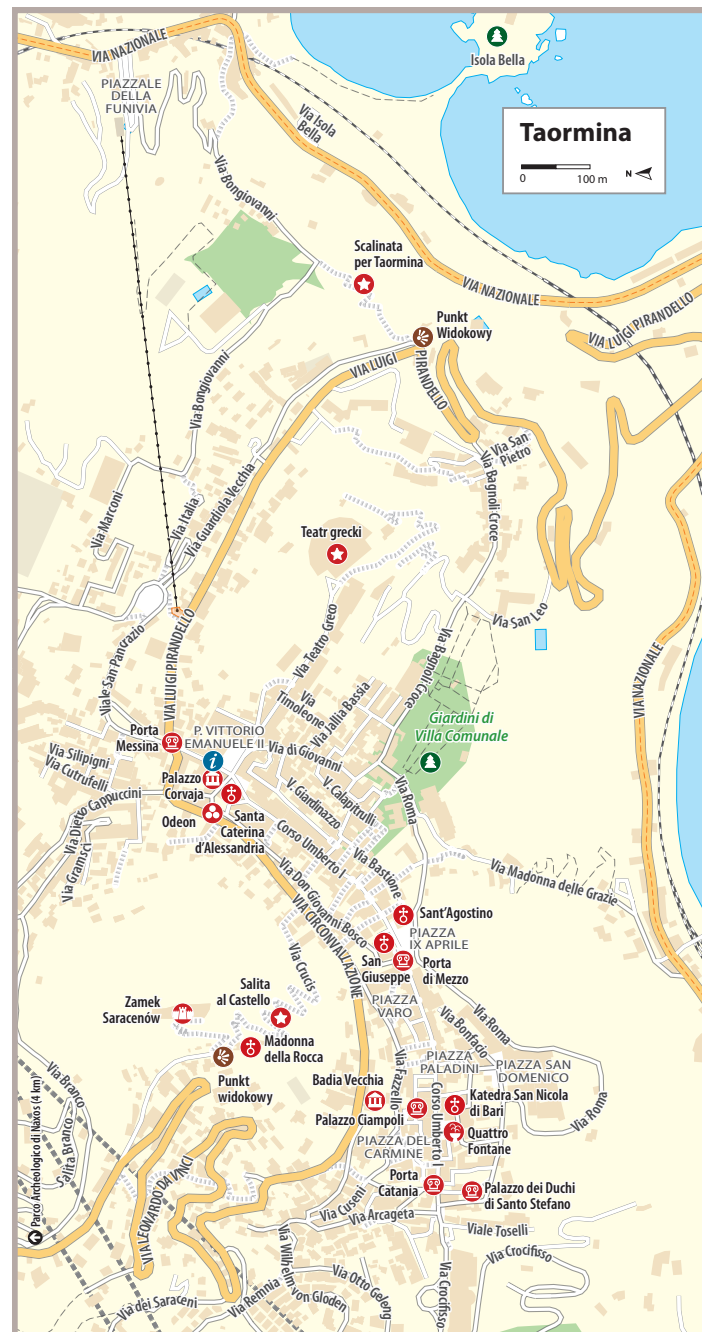 VIA NAZIONALE
PIAZZALE
DELLA
FUNIVIA
Isola Bella
Via Isola
Bella
Taormina
0
100 m
N
Via Bongiovanni
Scalinata
per Taormina
VIA NAZIONALE
Punkt
Widokowy
VIA LUIGI PIRANDELLO
VIA LUIGI
PIRANDELLO
Via Bongiovanni
Via San
Pietro
Via Bagnoli Croce
Via Guardiola Vecchia
Via Marconi
Via Italia
Teatr grecki
Via San Leo
Viale San Pancrazio
VIA LUIGI PIRANDELLO
Via Teatro Greco
Via Bagnoli Croce
VIA NAZIONALE
Via
Timoleone
Via Jallia Bassia
Giardini di
Villa Comunale
Porta
Messina
P. VITTORIO
EMANUELE II
i
Via di Giovanni
Via Silipigni
Via Cutrufelli
Palazzo
Corvaja
V. Giardinazzo
V. Calapitrulli
Via Roma
Via Dietro Cappuccini
Odeon
Santa
Caterina
d'Alessandria
Via Gramsci
Corso Umberto I
Via Bastione
Via Madonna delle Grazie
Via Don Giovanni Bosco
VIA CIRCONVALLAZIONE
Sant'Agostino
PIAZZA
IX APRILE
Via Crucis
San
Giuseppe
Porta
di Mezzo
Salita
al Castello
Zamek
Saracenów
PIAZZA
VARO
Via Roma
Via Bonfacio
Madonna
della Rocca
Punkt
widokowy
Via Fazzello
PIAZZA
PALADINI
PIAZZA SAN
DOMENICO
Via Branco
Badia Vecchia
Katedra San Nicola
di Bari
Via Roma
Palazzo Ciampoli
Corso Umberto I
Quattro
Fontane
Salita Branco
PIAZZA DEL
CARMINE
Parco Archeologico di Naxos (4 km)
VIA LEONARDO DA VINCI
Porta
Catania
Palazzo dei Duchi
di Santo Stefano
Via Cuseni
Via Arcageta
Viale Toselli
Via Crocifisso
Via Wilhelm
von Gloden
Via Otto Geleng
Via Crocifisso
Via Remnia
Via dei Saraceni